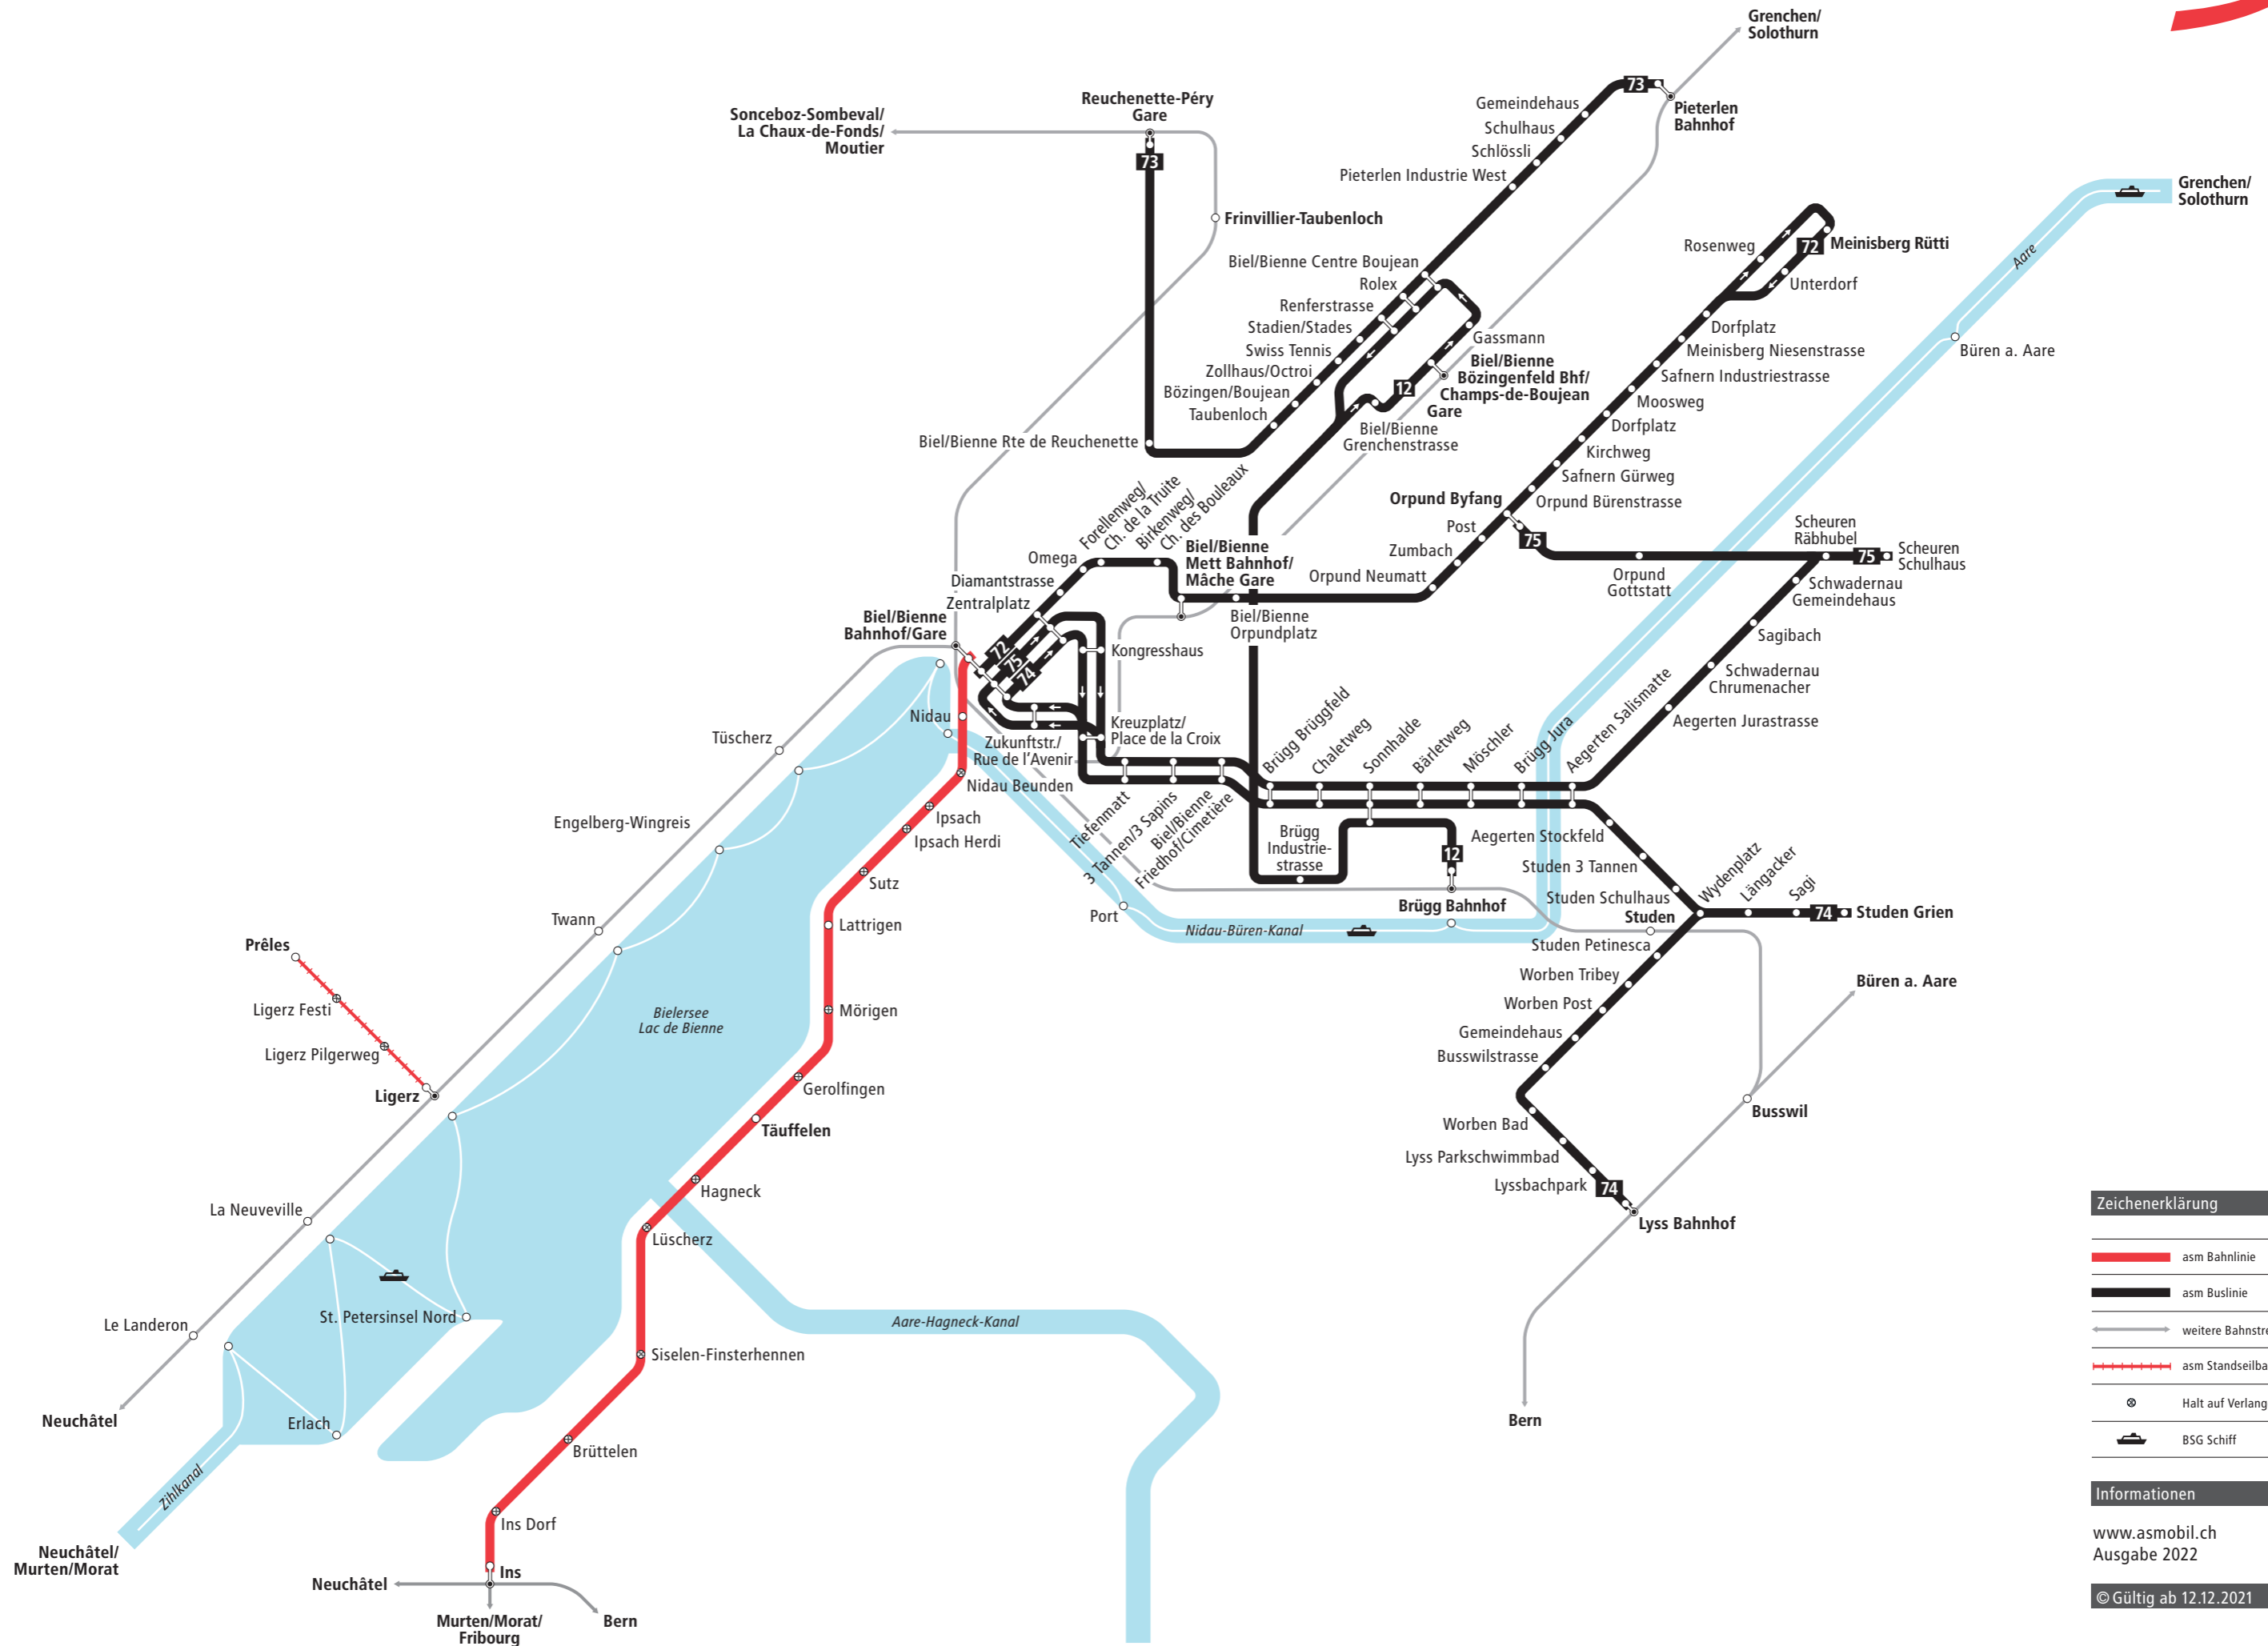 Grenchen/
Solothurn
Reuchenette-Péry
Gare
Sonceboz-Sombeval/
La Chaux-de-Fonds/
Moutier
73
73
Pieterlen
Bahnhof
Gemeindehaus
Schulhaus
Schlössli
Pieterlen Industrie West
Frinvillier-Taubenloch
Grenchen/
Solothurn
Aare
Rosenweg
72
Meinisberg Rütti
Unterdorf
Biel/Bienne Centre Boujean
Rolex
Renferstrasse
Stadien/Stades
Swiss Tennis
Zollhaus/Octroi
Bözingen/Boujean
Taubenloch
Biel/Bienne Rte de Reuchenette
Gassmann
Biel/Bienne
Bözingenfeld Bhf/
Champs-de-Boujean
Gare
12
Biel/Bienne
Grenchenstrasse
Dorfplatz
Meinisberg Niesenstrasse
Safnern Industriestrasse
Moosweg
Dorfplatz
Kirchweg
Safnern Gürweg
Orpund Bürenstrasse
Büren a. Aare
Orpund Byfang
Post
Zumbach
Orpund Neumatt
75
Orpund
Gottstatt
Scheuren
Räbhubel
75
Scheuren
Schulhaus
Schwadernau
Gemeindehaus
Sagibach
Schwadernau
Chrumenacher
Aegerten Jurastrasse
Forellenweg/
Ch. de la Truite
Birkenweg/
Ch. des Bouleaux
Omega
Diamantstrasse
Zentralplatz
Biel/Bienne
Mett Bahnhof/
Mâche Gare
Biel/Bienne
Orpundplatz
Biel/Bienne
Bahnhof/Gare
72
75
74
Kongresshaus
Kreuzplatz/
Place de la Croix
Zukunftstr./
Rue de l'Avenir
Nidau
Nidau Beunden
Ipsach
Ipsach Herdi
Sutz
Lattrigen
Mörigen
Gerolfingen
Täuffelen
Hagneck
Lüscherz
Siselen-Finsterhennen
Brüttelen
Ins Dorf
Ins
Tiefenmatt
3 Tannen/3 Sapins
Biel/Bienne
Friedhof/Cimetière
Brügg Brüggfeld
Chaletweg
Sonnhalde
Bärletweg
Möschler
Brügg Jura
Aegerten Salismatte
Brügg
Industrie-
strasse
12
Brügg Bahnhof
Port
Nidau-Büren-Kanal
Aegerten Stockfeld
Studen 3 Tannen
Studen Schulhaus
Studen
Wydenplatz
Längacker
Sagi
74
Studen Grien
Studen Petinesca
Worben Tribey
Worben Post
Gemeindehaus
Busswilstrasse
Worben Bad
Lyss Parkschwimmbad
Lyssbachpark
74
Lyss Bahnhof
Büren a. Aare
Busswil
Bern
Tüscherz
Engelberg-Wingreis
Twann
Prêles
Ligerz Festi
Ligerz Pilgerweg
Ligerz
Bielersee
Lac de Bienne
La Neuveville
Le Landeron
Neuchâtel
St. Petersinsel Nord
Erlach
Zihlkanal
Neuchâtel/
Murten/Morat
Aare-Hagneck-Kanal
Neuchâtel
Murten/Morat/
Fribourg
Bern
Zeichenerklärung
asm Bahnlinie
asm Buslinie
weitere Bahnstre
asm Standseilba
Halt auf Verlang
BSG Schiff
Informationen
www.asmobil.ch
Ausgabe 2022
© Gültig ab 12.12.2021